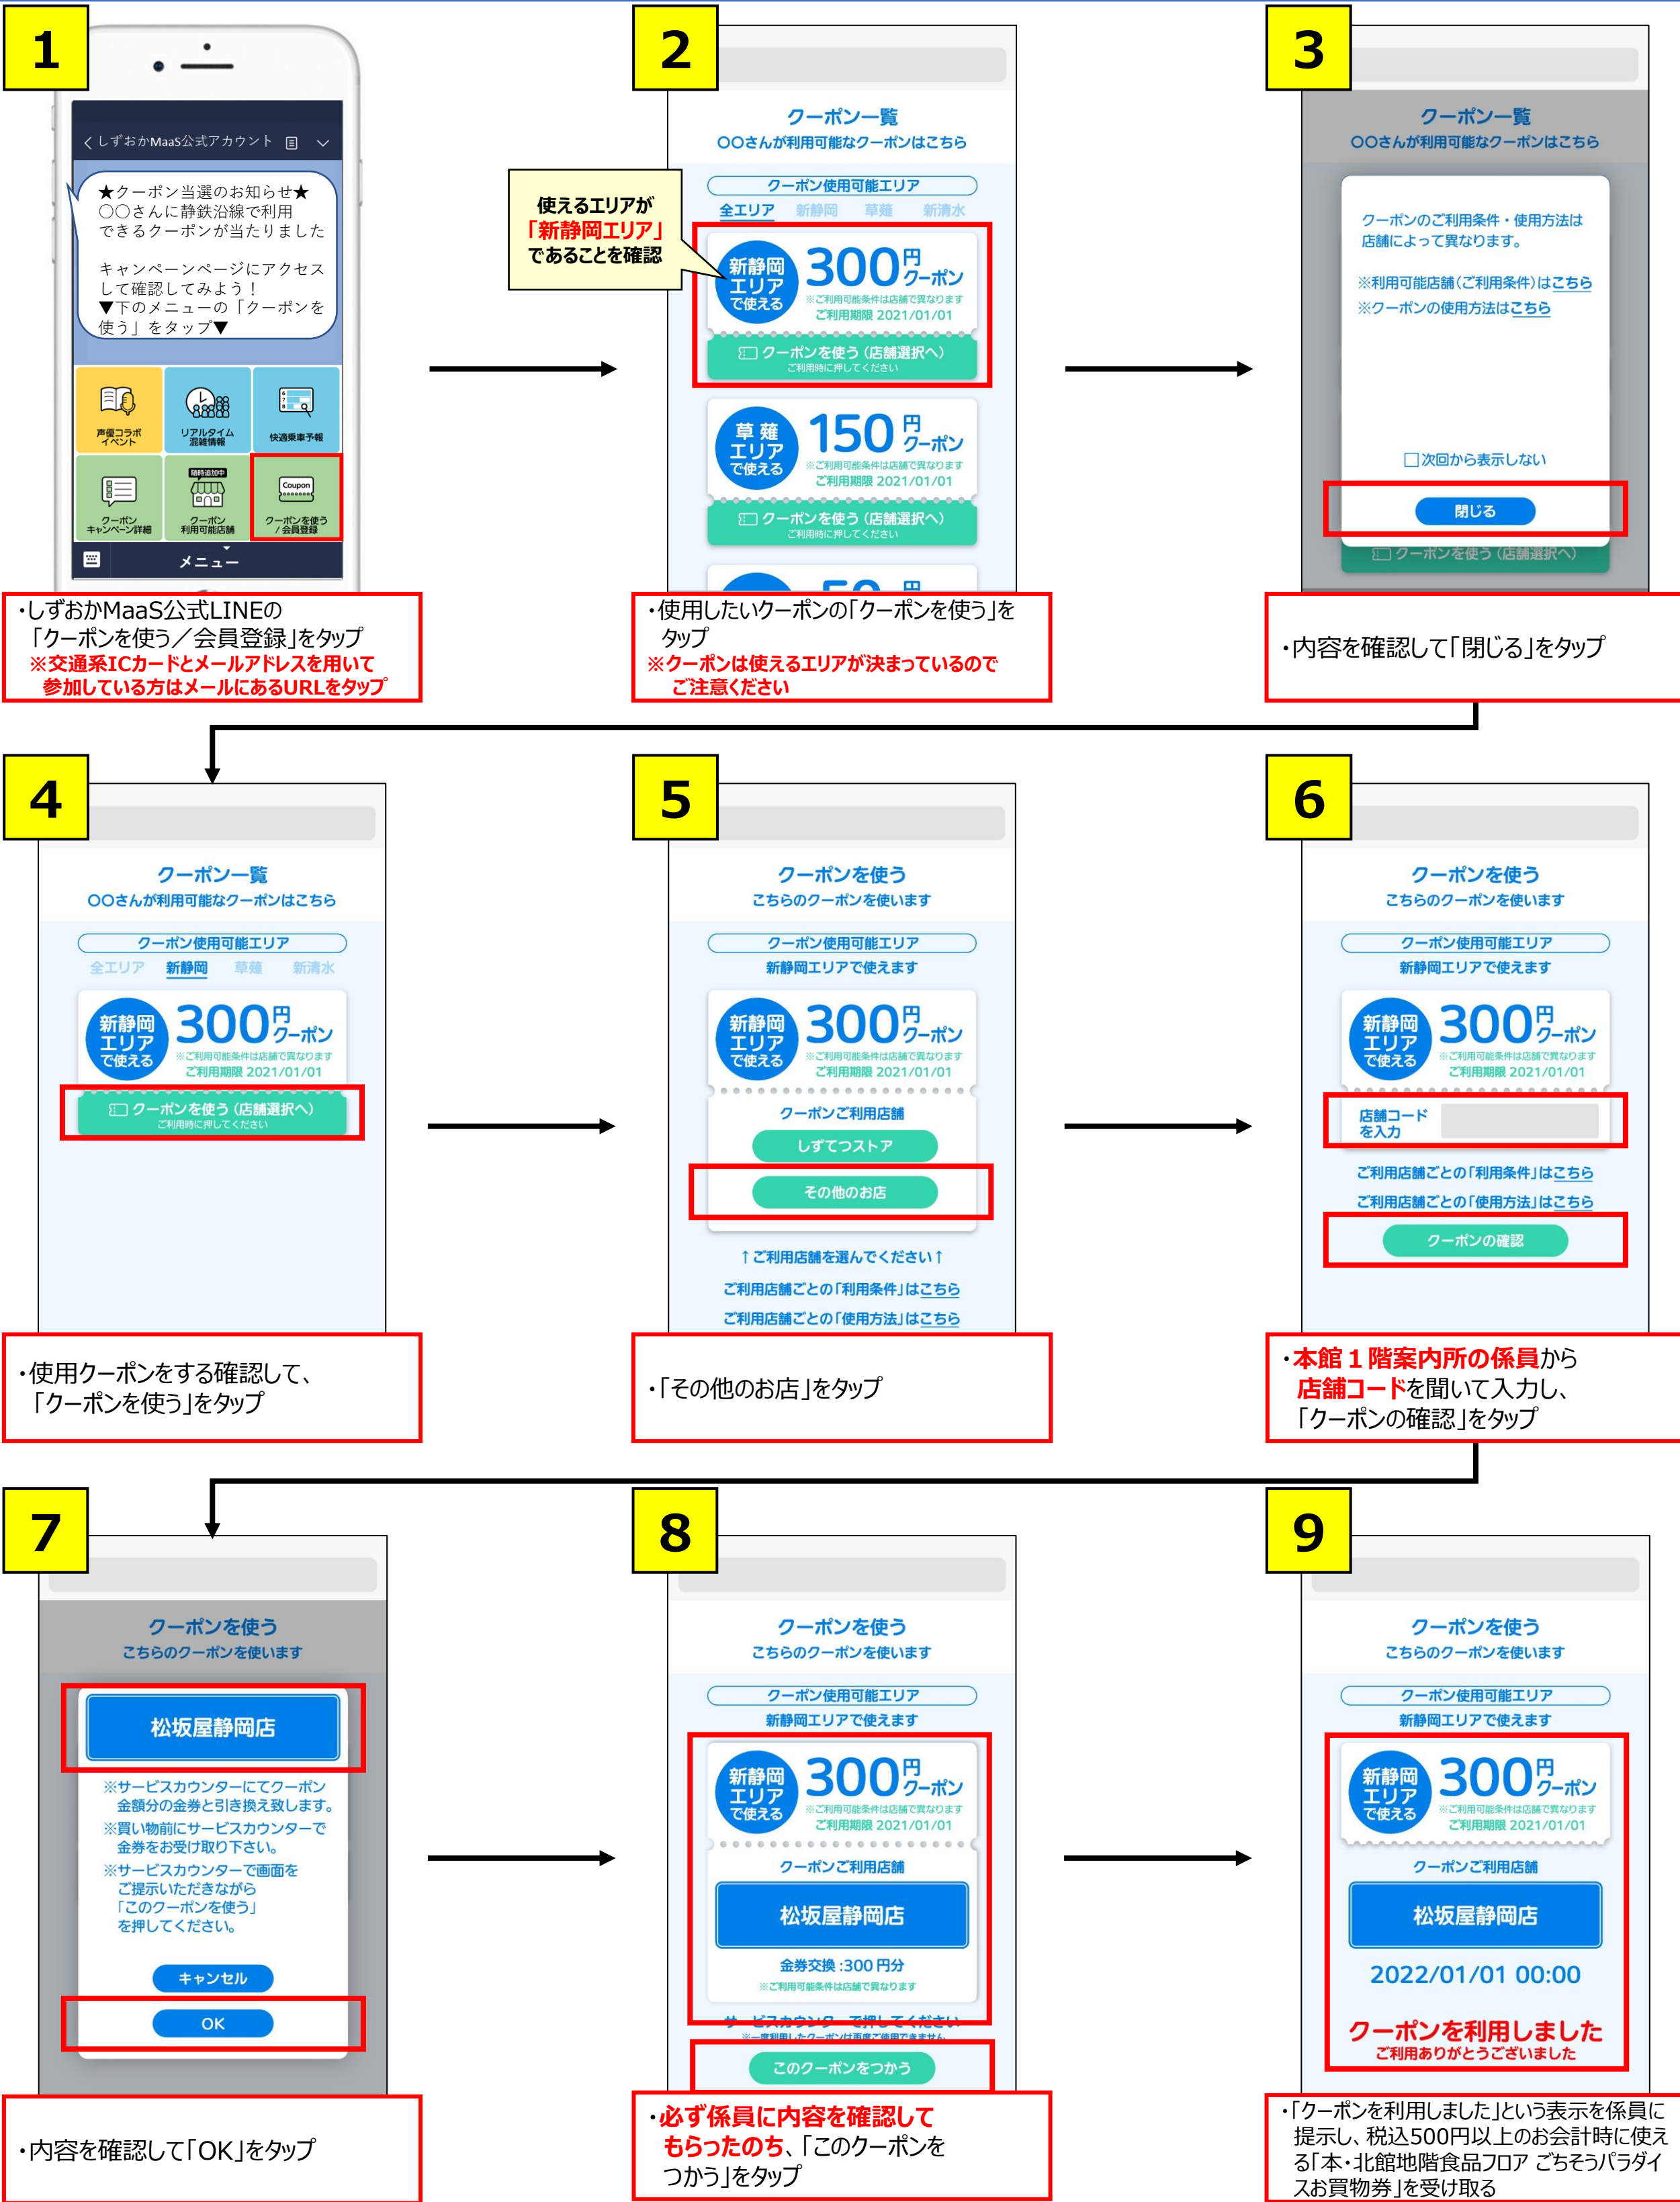 1
しずおかMaaS公式アカウント
★クーポン当選のお知らせ★
〇〇さんに静鉄沿線で利用
できるクーポンが当たりました
キャンペーンページにアクセス
して確認してみよう！
▼下のメニューの「クーポンを
使う」をタップ▼
声優コラボ
イベント
リアルタイム
混雑情報
快適乗車予報
クーポン
キャンペーン詳細
随時追加中
クーポン
利用可能店舗
Coupon
クーポンを使う
/会員登録
メニュー
・しずおかMaaS公式LINEの
「クーポンを使う／会員登録」をタップ
※交通系ICカードとメールアドレスを用いて
参加している方はメールにあるURLをタップ
2
クーポン一覧
〇〇さんが利用可能なクーポンはこちら
クーポン使用可能エリア
全エリア 新静岡 草薙 新清水
使えるエリアが
「新静岡エリア」
であることを確認
新静岡
エリア
で使える
300円
クーポン
※ご利用可能条件は店舗で異なります
ご利用期限 2021/01/01
クーポンを使う（店舗選択へ）
ご利用時に押してください
草薙
エリア
で使える
150円
クーポン
※ご利用可能条件は店舗で異なります
ご利用期限 2021/01/01
クーポンを使う（店舗選択へ）
ご利用時に押してください
・使用したいクーポンの「クーポンを使う」を
タップ
※クーポンは使えるエリアが決まっているので
ご注意ください
3
クーポン一覧
〇〇さんが利用可能なクーポンはこちら
クーポンのご利用条件・使用方法は
店舗によって異なります。
※利用可能店舗（ご利用条件）はこちら
※クーポンの使用方法はこちら
□次回から表示しない
閉じる
クーポンを使う（店舗選択へ）
・内容を確認して「閉じる」をタップ
4
クーポン一覧
〇〇さんが利用可能なクーポンはこちら
クーポン使用可能エリア
全エリア 新静岡 草薙 新清水
新静岡
エリア
で使える
300円
クーポン
※ご利用可能条件は店舗で異なります
ご利用期限 2021/01/01
クーポンを使う（店舗選択へ）
ご利用時に押してください
・使用クーポンをする確認して、
「クーポンを使う」をタップ
5
クーポンを使う
こちらのクーポンを使います
クーポン使用可能エリア
新静岡エリアで使えます
新静岡
エリア
で使える
300円
クーポン
※ご利用可能条件は店舗で異なります
ご利用期限 2021/01/01
クーポンご利用店舗
しずてつストア
その他のお店
↑ご利用店舗を選んでください↑
ご利用店舗ごとの「利用条件」はこちら
ご利用店舗ごとの「使用方法」はこちら
・「その他のお店」をタップ
6
クーポンを使う
こちらのクーポンを使います
クーポン使用可能エリア
新静岡エリアで使えます
新静岡
エリア
で使える
300円
クーポン
※ご利用可能条件は店舗で異なります
ご利用期限 2021/01/01
店舗コード
を入力
ご利用店舗ごとの「利用条件」はこちら
ご利用店舗ごとの「使用方法」はこちら
クーポンの確認
・本館１階案内所の係員から
店舗コードを聞いて入力し、
「クーポンの確認」をタップ
7
クーポンを使う
こちらのクーポンを使います
松坂屋静岡店
※サービスカウンターにてクーポン
金額分の金券と引き換え致します。
※買い物前にサービスカウンターで
金券をお受け取り下さい。
※サービスカウンターで画面を
ご提示いただきながら
「このクーポンを使う」
を押してください。
キャンセル
OK
・内容を確認して「OK」をタップ
8
クーポンを使う
こちらのクーポンを使います
クーポン使用可能エリア
新静岡エリアで使えます
新静岡
エリア
で使える
300円
クーポン
※ご利用可能条件は店舗で異なります
ご利用期限 2021/01/01
クーポンご利用店舗
松坂屋静岡店
金券交換:300円分
※ご利用可能条件は店舗で異なります
サービスカウンターで押してください
※一度利用したクーポンは再度ご使用できません
このクーポンをつかう
・必ず係員に内容を確認して
もらったのち、「このクーポンを
つかう」をタップ
9
クーポンを使う
こちらのクーポンを使います
クーポン使用可能エリア
新静岡エリアで使えます
新静岡
エリア
で使える
300円
クーポン
※ご利用可能条件は店舗で異なります
ご利用期限 2021/01/01
クーポンご利用店舗
松坂屋静岡店
2022/01/01 00:00
クーポンを利用しました
ご利用ありがとうございました
・「クーポンを利用しました」という表示を係員に
提示し、税込500円以上のお会計時に使え
る「本・北館地階食品フロア ごちそうパラダイ
スお買物券」を受け取る